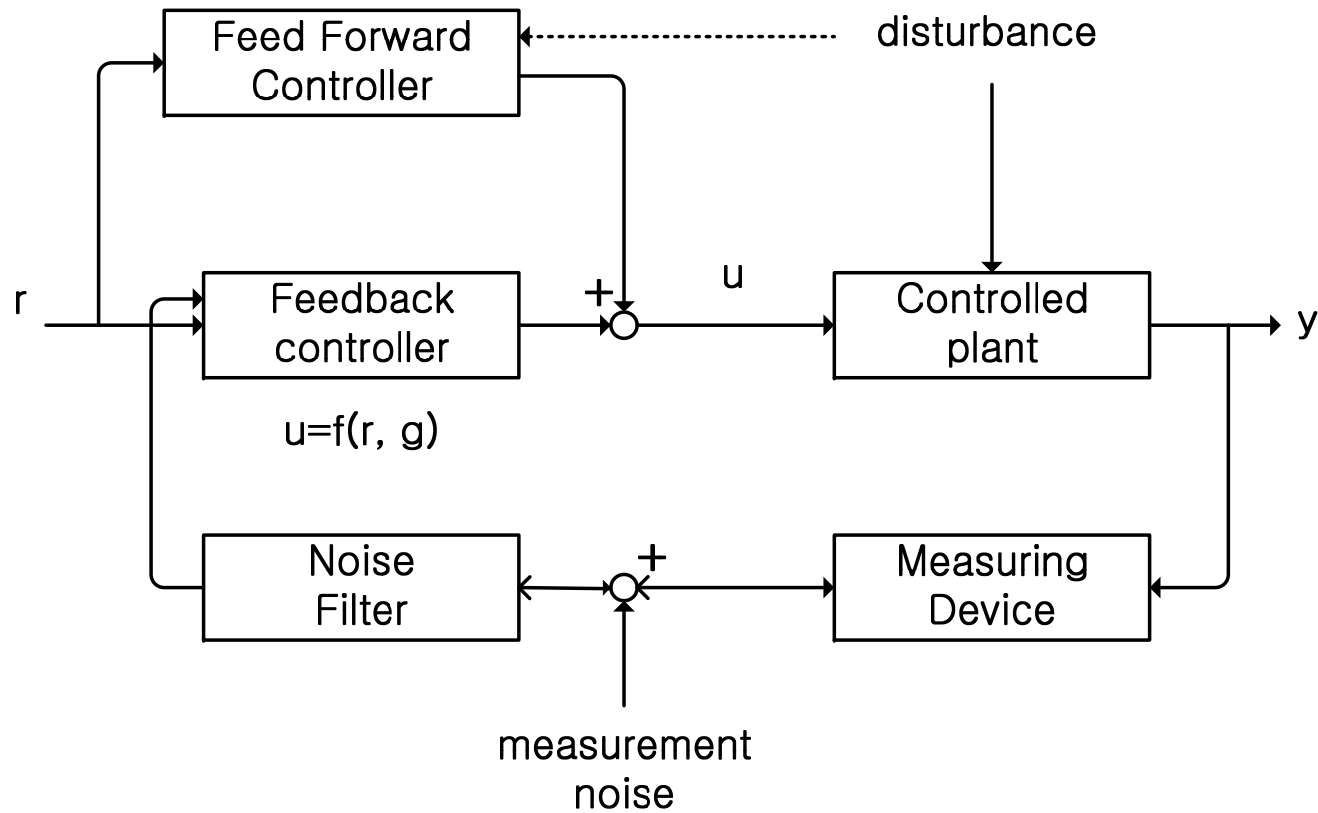 Feed Forward
Controller
disturbance
r
Feedback
controller
+
u
Controlled
plant
y
u=f(r, g)
Noise
Filter
+
Measuring
Device
measurement
noise